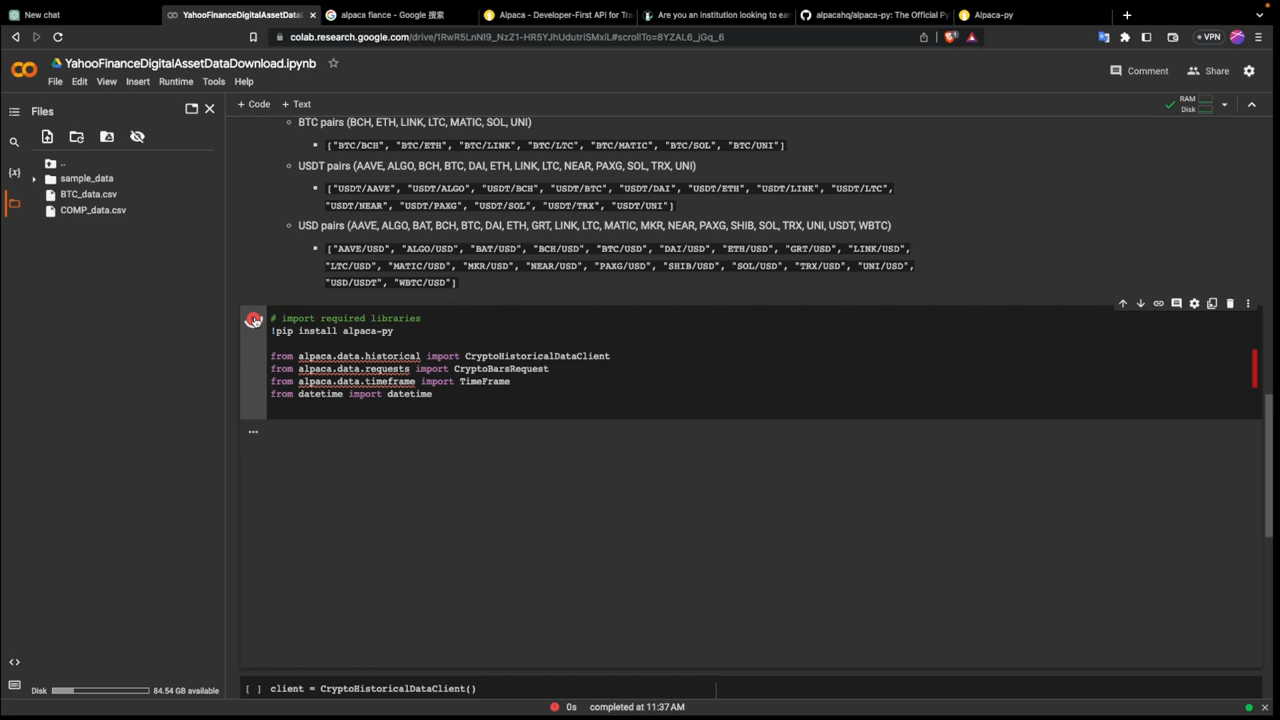 New chat
YahooFinanceDigitalAssetData
alpaca fiance - Google 搜索
Alpaca - Developer-First API for Tra
Are you an institution looking to ear
alpacahq/alpaca-py: The Official Py
Alpaca-py
colab.research.google.com/drive/1RwR5LnNI9_NzZ1-HR5YJhUdutriSMxiL#scrollTo=8YZAL6_jGq_6
VPN
YahooFinanceDigitalAssetDataDownload.ipynb
File Edit View Insert Runtime Tools Help
Comment
Share
Files
+ Code + Text
RAM
Disk
..
sample_data
BTC_data.csv
COMP_data.csv
BTC pairs (BCH, ETH, LINK, LTC, MATIC, SOL, UNI)
["BTC/BCH", "BTC/ETH", "BTC/LINK", "BTC/LTC", "BTC/MATIC", "BTC/SOL", "BTC/UNI"]
USDT pairs (AAVE, ALGO, BCH, BTC, DAI, ETH, LINK, LTC, NEAR, PAXG, SOL, TRX, UNI)
["USDT/AAVE", "USDT/ALGO", "USDT/BCH", "USDT/BTC", "USDT/DAI", "USDT/ETH", "USDT/LINK", "USDT/LTC",
"USDT/NEAR", "USDT/PAXG", "USDT/SOL", "USDT/TRX", "USDT/UNI"]
USD pairs (AAVE, ALGO, BAT, BCH, BTC, DAI, ETH, GRT, LINK, LTC, MATIC, MKR, NEAR, PAXG, SHIB, SOL, TRX, UNI, USDT, WBTC)
["AAVE/USD", "ALGO/USD", "BAT/USD", "BCH/USD", "BTC/USD", "DAI/USD", "ETH/USD", "GRT/USD", "LINK/USD",
"LTC/USD", "MATIC/USD", "MKR/USD", "NEAR/USD", "PAXG/USD", "SHIB/USD", "SOL/USD", "TRX/USD", "UNI/USD",
"USD/USDT", "WBTC/USD"]
# import required libraries
!pip install alpaca-py
from alpaca.data.historical import CryptoHistoricalDataClient
from alpaca.data.requests import CryptoBarsRequest
from alpaca.data.timeframe import TimeFrame
from datetime import datetime
...
[ ] client = CryptoHistoricalDataClient()
Disk 84.54 GB available
0s completed at 11:37AM